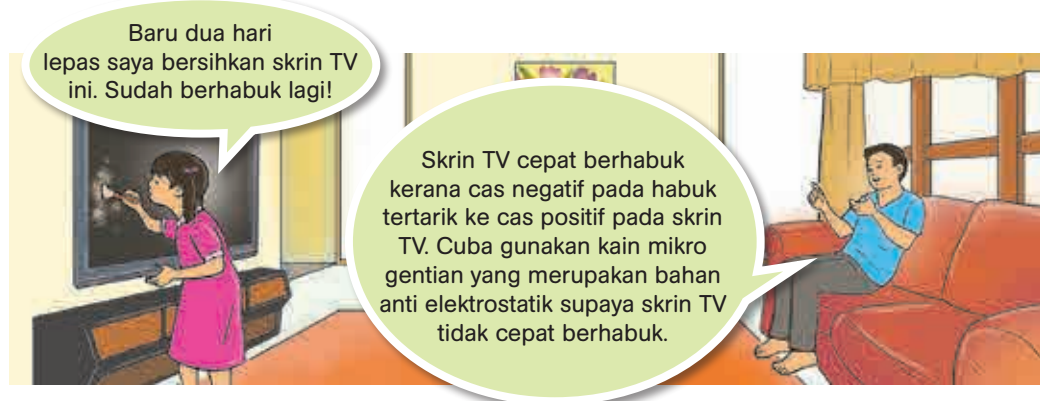 Baru dua hari
lepas saya bersihkan skrin TV
ini. Sudah berhabuk lagi!
Skrin TV cepat berhabuk
kerana cas negatif pada habuk
tertarik ke cas positif pada skrin
TV. Cuba gunakan kain mikro
gentian yang merupakan bahan
anti elektrostatik supaya skrin TV
tidak cepat berhabuk.